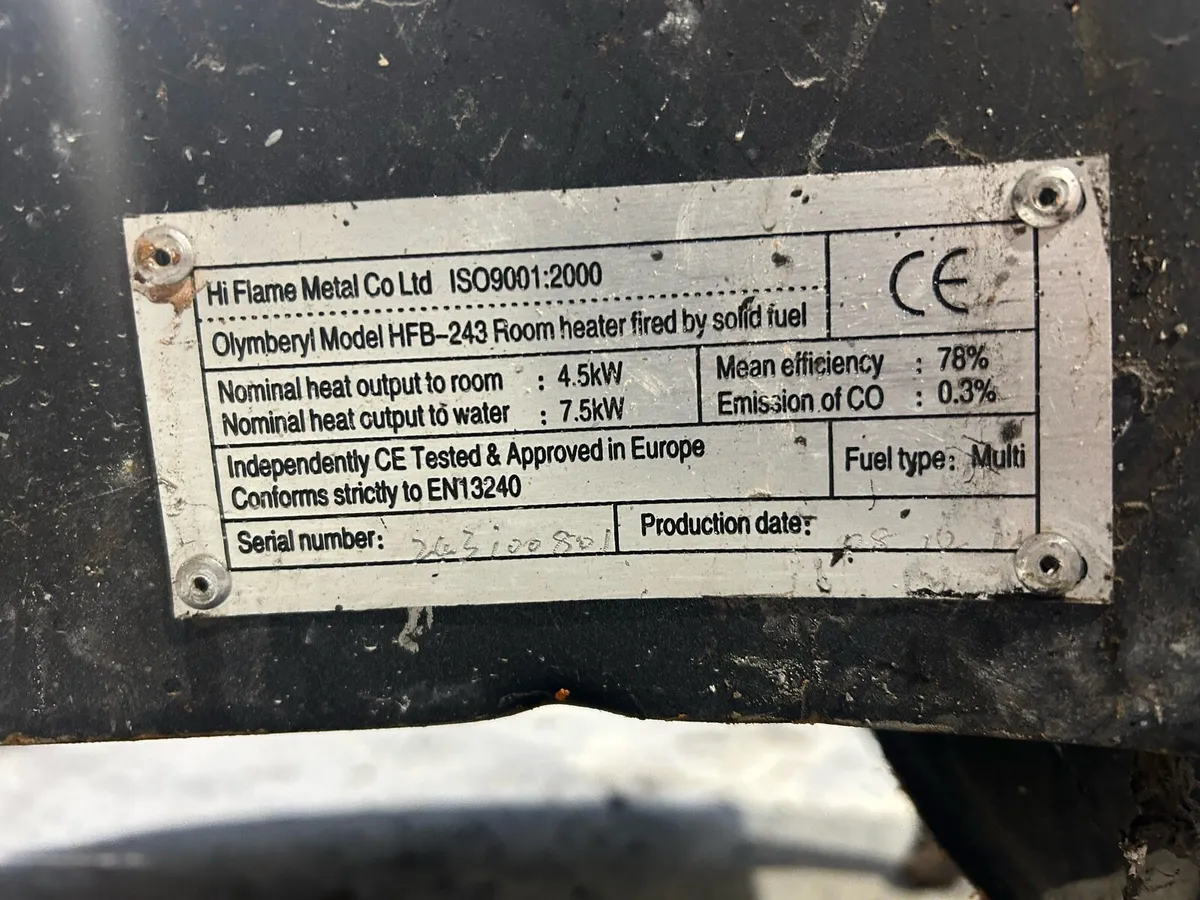 Hi Flame Metal Co Ltd ISO9001:2000
CE
Olymberyl Model HFB-243 Room heater fired by solid fuel
Nominal heat output to room : 4.5kW
Nominal heat output to water : 7.5kW
Mean efficiency : 78%
Emission of CO : 0.3%
Independently CE Tested & Approved in Europe
Conforms strictly to EN13240
Fuel type: Multi
Serial number: 243100801
Production date: